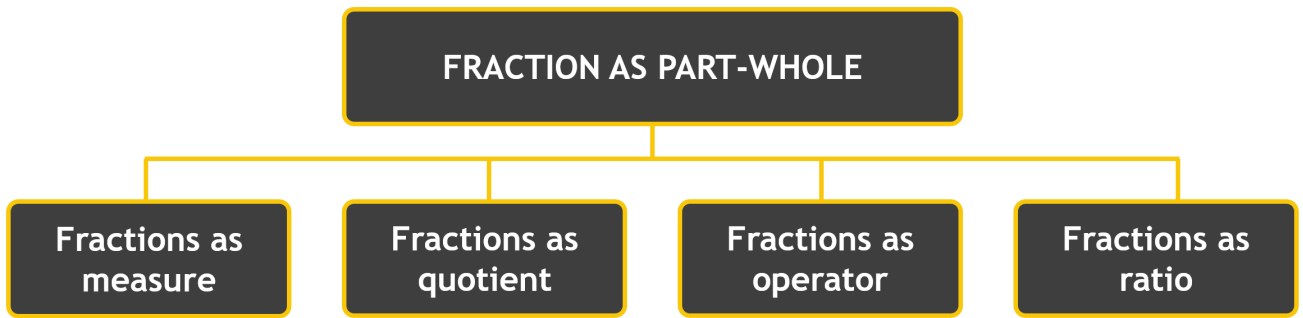 FRACTION AS PART-WHOLE
Fractions as
measure
Fractions as
quotient
Fractions as
operator
Fractions as
ratio